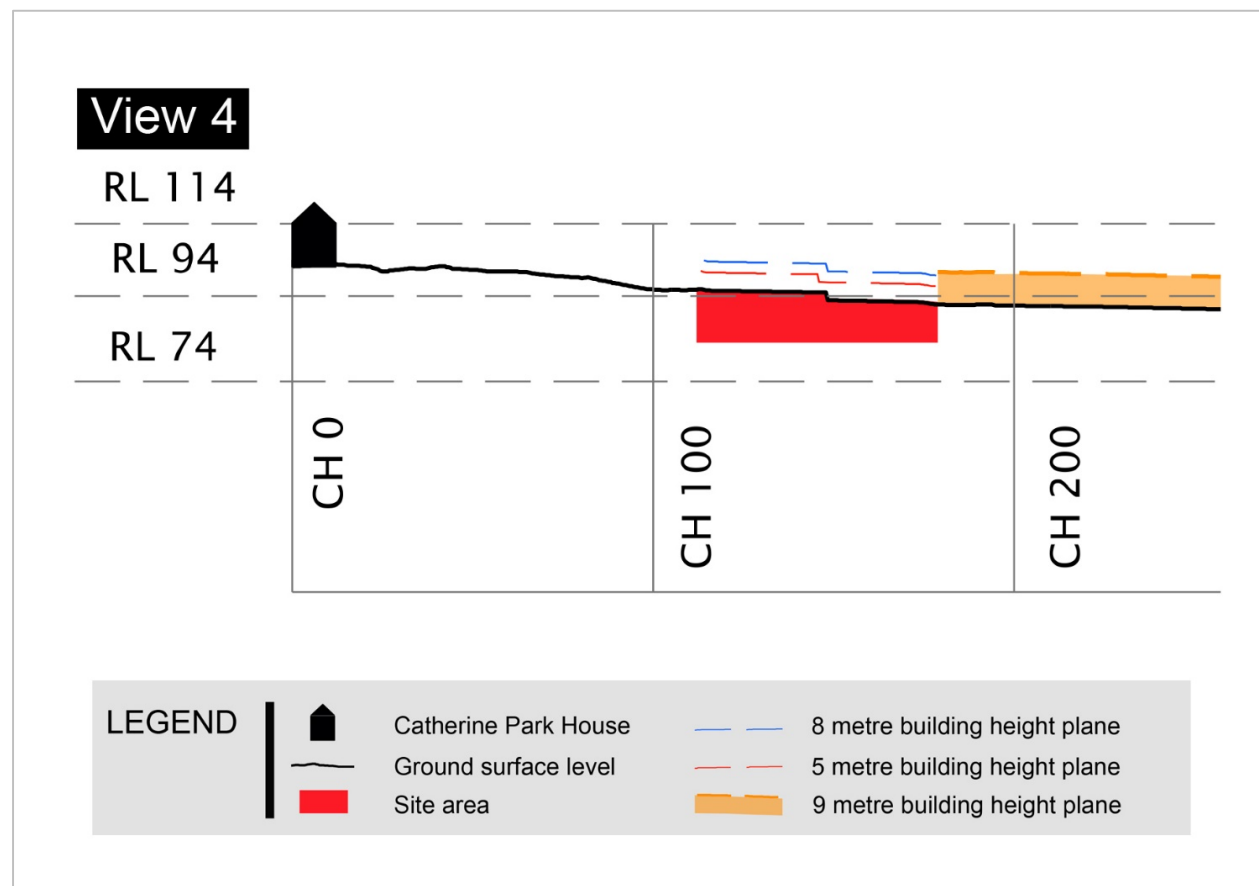 View 4
RL 114
RL 94
RL 74
CH 0
CH 100
CH 200
LEGEND
Catherine Park House
Ground surface level
Site area
8 metre building height plane
5 metre building height plane
9 metre building height plane